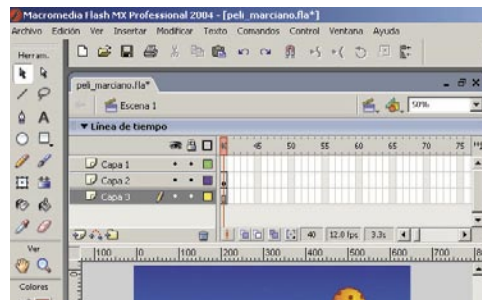 Macromedia Flash MX Professional 2004 - [peli_marciano.fla*]
Archivo Edición Ver Insertar Modificar Texto Comandos Control Ventana Ayuda
Herram.
peli_marciano.fla*
Escena 1 50%
Línea de tiempo
45 50 55 60 65 70 75
Capa 1
Capa 2
Capa 3
40 12.0 fps 3.3s
Ver
100 0 100 200 300 400 500 600 700
Colores